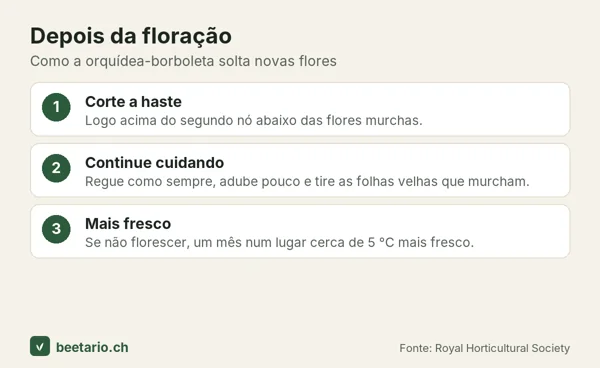 Depois da floração
Como a orquídea-borboleta solta novas flores
1
Corte a haste
Logo acima do segundo nó abaixo das flores murchas.
2
Continue cuidando
Regue como sempre, adube pouco e tire as folhas velhas que murcham.
3
Mais fresco
Se não florescer, um mês num lugar cerca de 5 °C mais fresco.
beetario.ch
Fonte: Royal Horticultural Society